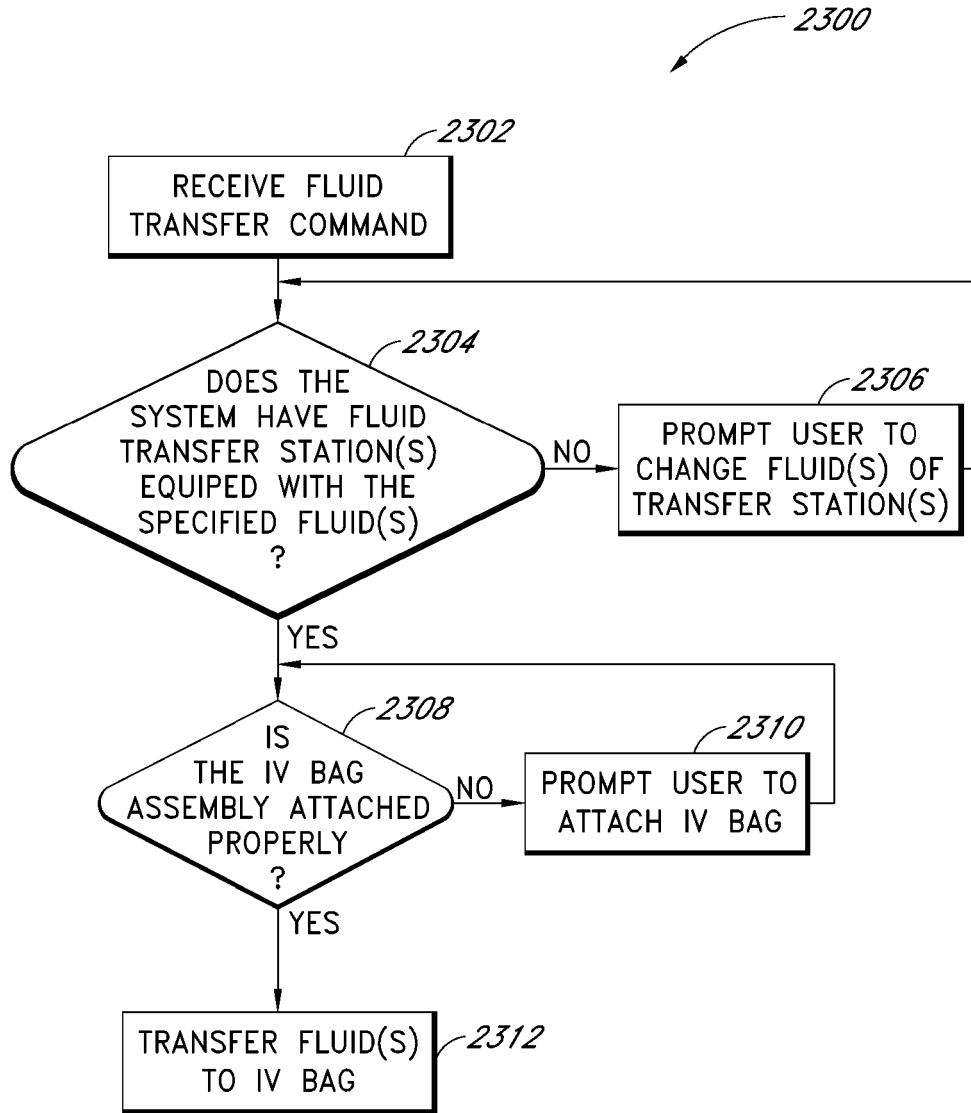 2300
2302
RECEIVE FLUID
TRANSFER COMMAND
2304
DOES THE
SYSTEM HAVE FLUID
TRANSFER STATION(S)
EQUIPED WITH THE
SPECIFIED FLUID(S)
?
NO
2306
PROMPT USER TO
CHANGE FLUID(S) OF
TRANSFER STATION(S)
YES
2308
IS
THE IV BAG
ASSEMBLY ATTACHED
PROPERLY
?
NO
2310
PROMPT USER TO
ATTACH IV BAG
YES
TRANSFER FLUID(S)
TO IV BAG
2312